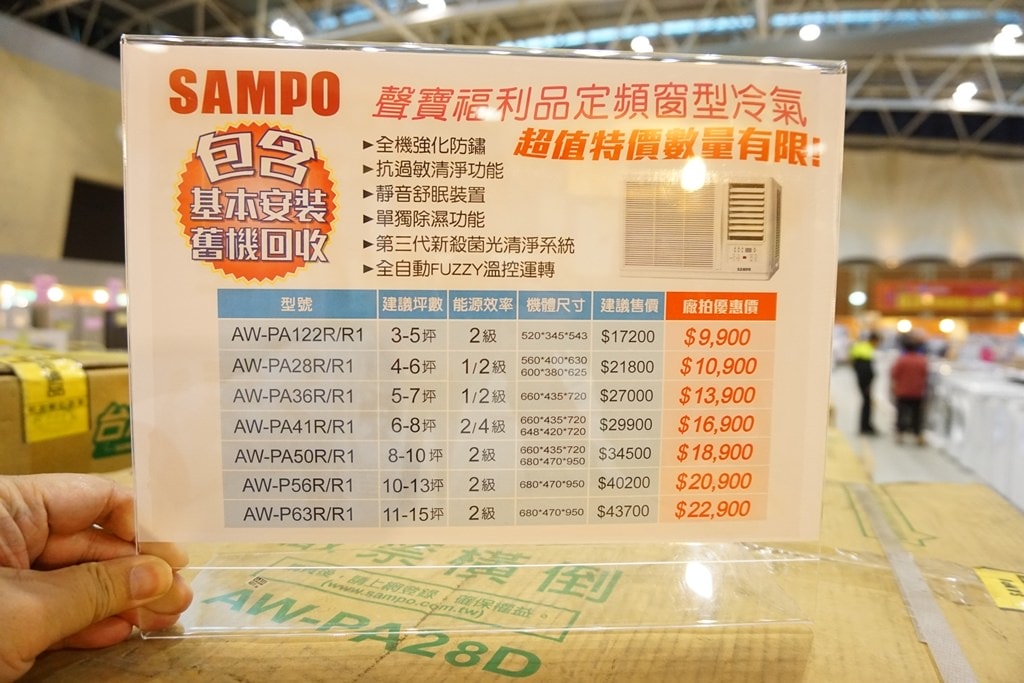 SAMPO
聲寶福利品定頻窗型冷氣
超值特價數量有限!
包含
基本安裝
舊機回收
►全機強化防鏽
►抗過敏清淨功能
►靜音舒眠裝置
►單獨除濕功能
►第三代新殺菌光清淨系統
►全自動FUZZY溫控運轉
SAMPO
型號 建議坪數 能源效率 機體尺寸 建議售價 廠拍優惠價
AW-PA122R/R1 3-5坪 2級 520*345*543 $17200 $9,900
AW-PA28R/R1 4-6坪 1/2級 560*400*630 600*380*625 $21800 $10,900
AW-PA36R/R1 5-7坪 1/2級 660*435*720 $27000 $13,900
AW-PA41R/R1 6-8坪 2/4級 660*435*720 648*420*720 $29900 $16,900
AW-PA50R/R1 8-10坪 2級 660*435*720 680*470*950 $34500 $18,900
AW-P56R/R1 10-13坪 2級 680*470*950 $40200 $20,900
AW-P63R/R1 11-15坪 2級 680*470*950 $43700 $22,900
橫倒
(www.sampo.com.tw)
AW-PA28D